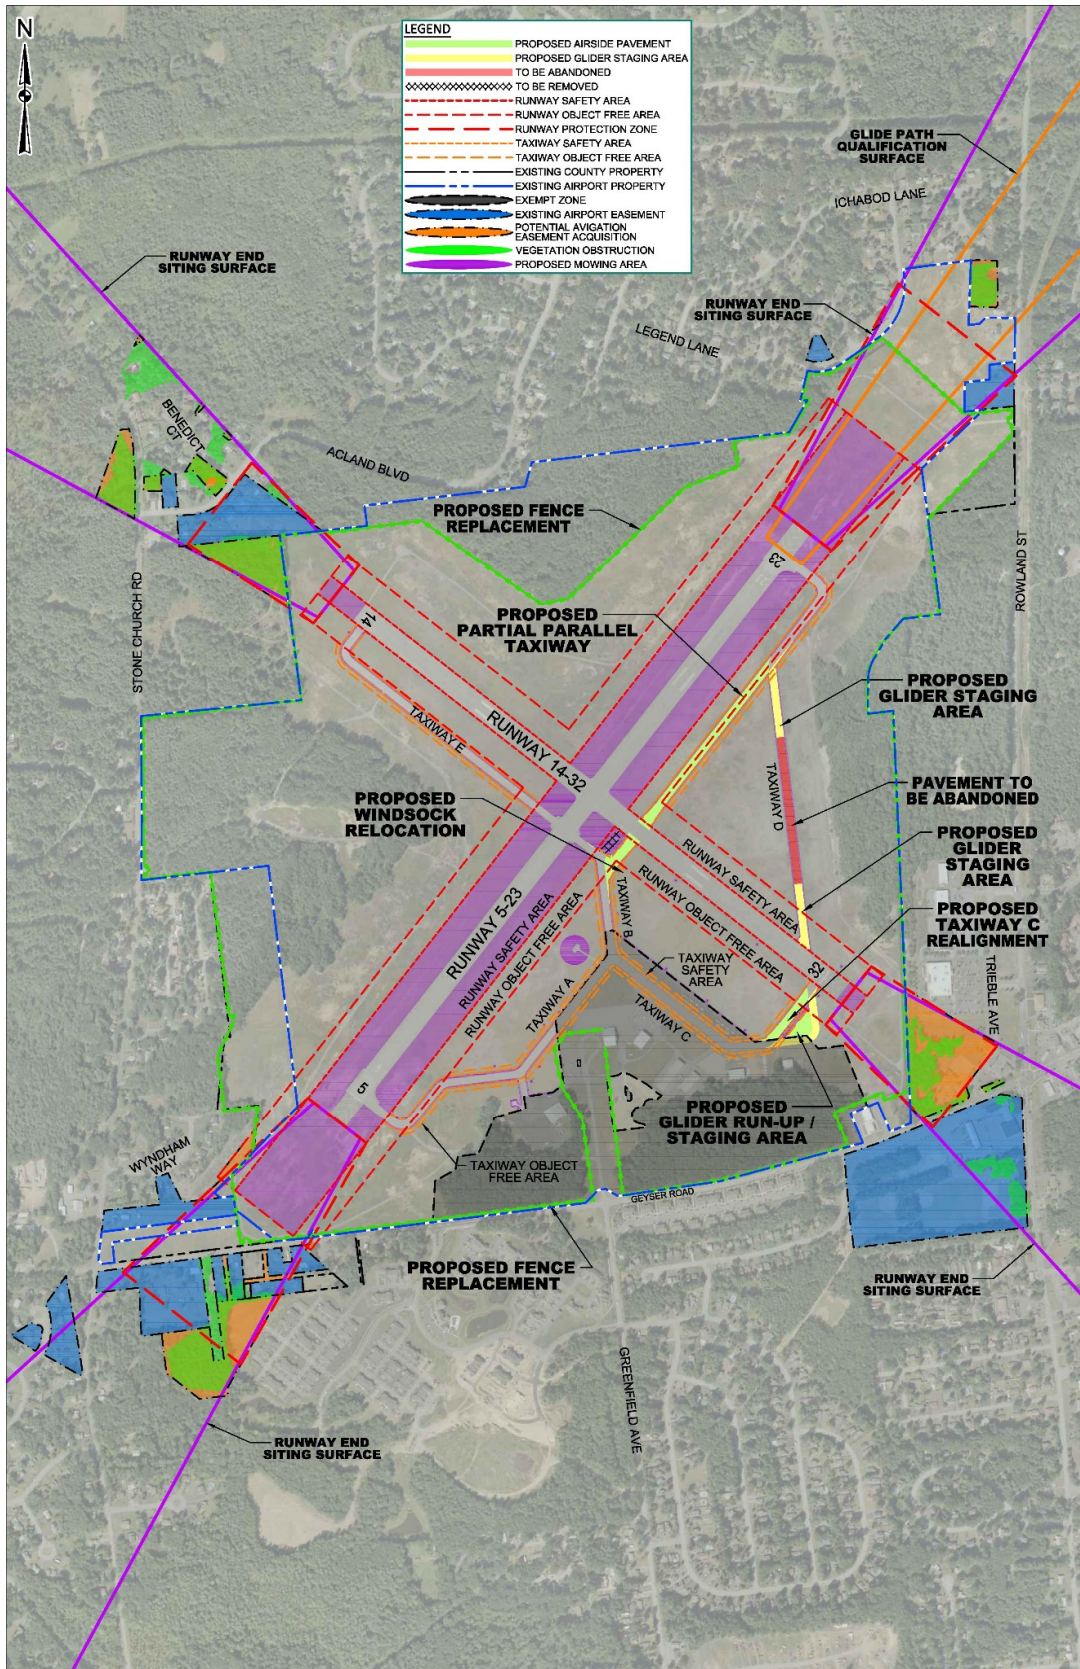 N
LEGEND
PROPOSED AIRSIDE PAVEMENT
PROPOSED GLIDER STAGING AREA
TO BE ABANDONED
TO BE REMOVED
RUNWAY SAFETY AREA
RUNWAY OBJECT FREE AREA
RUNWAY PROTECTION ZONE
TAXIWAY SAFETY AREA
TAXIWAY OBJECT FREE AREA
EXISTING COUNTY PROPERTY
EXISTING AIRPORT PROPERTY
EXEMPT ZONE
EXISTING AIRPORT EASEMENT
POTENTIAL AVIGATION
EASEMENT ACQUISITION
VEGETATION OBSTRUCTION
PROPOSED MOWING AREA
GLIDE PATH
QUALIFICATION
SURFACE
ICHABOD LANE
RUNWAY END
SITING SURFACE
RUNWAY END
SITING SURFACE
LEGEND LANE
BENEDICT
CT
ACLAND BLVD
PROPOSED FENCE
REPLACEMENT
23
ROWLAND ST
STONE CHURCH RD
14
PROPOSED
PARTIAL PARALLEL
TAXIWAY
PROPOSED
GLIDER STAGING
AREA
TAXIWAY E
RUNWAY 14-32
TAXIWAY D
PAVEMENT TO
BE ABANDONED
PROPOSED
WINDSOCK
RELOCATION
PROPOSED
GLIDER
STAGING
AREA
RUNWAY SAFETY AREA
RUNWAY OBJECT FREE AREA
TAXIWAY B
RUNWAY 5-23
RUNWAY SAFETY AREA
RUNWAY OBJECT FREE AREA
PROPOSED
TAXIWAY C
REALIGNMENT
TAXIWAY
SAFETY
AREA
32
TRIEBLE AVE
TAXIWAY A
TAXIWAY C
5
PROPOSED
GLIDER RUN-UP /
STAGING AREA
WYNDHAM
WAY
TAXIWAY OBJECT
FREE AREA
GEYSER ROAD
PROPOSED FENCE
REPLACEMENT
RUNWAY END
SITING SURFACE
GREENFIELD AVE
RUNWAY END
SITING SURFACE